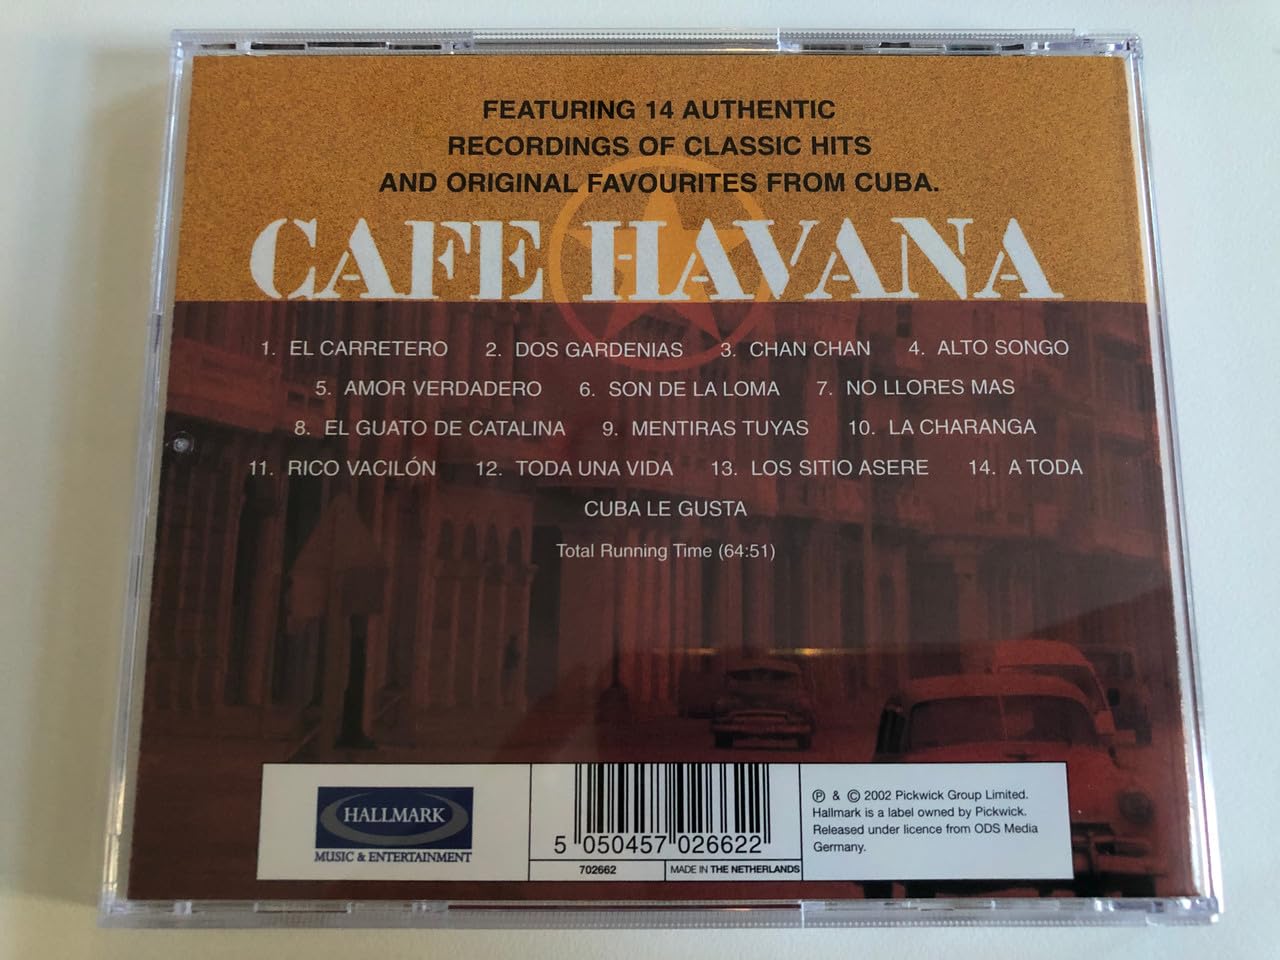 FEATURING 14 AUTHENTIC
RECORDINGS OF CLASSIC HITS
AND ORIGINAL FAVOURITES FROM CUBA.
CAFE HAVANA
1. EL CARRETERO 2. DOS GARDENIAS 3. CHAN CHAN 4. ALTO SONGO
5. AMOR VERDADERO 6. SON DE LA LOMA 7. NO LLORES MAS
8. EL GUATO DE CATALINA 9. MENTIRAS TUYAS 10. LA CHARANGA
11. RICO VACILÓN 12. TODA UNA VIDA 13. LOS SITIO ASERE 14. A TODA
CUBA LE GUSTA
Total Running Time (64:51)
HALLMARK
MUSIC & ENTERTAINMENT
5 050457 026622
702662
MADE IN THE NETHERLANDS
℗ & © 2002 Pickwick Group Limited.
Hallmark is a label owned by Pickwick.
Released under licence from ODS Media
Germany.